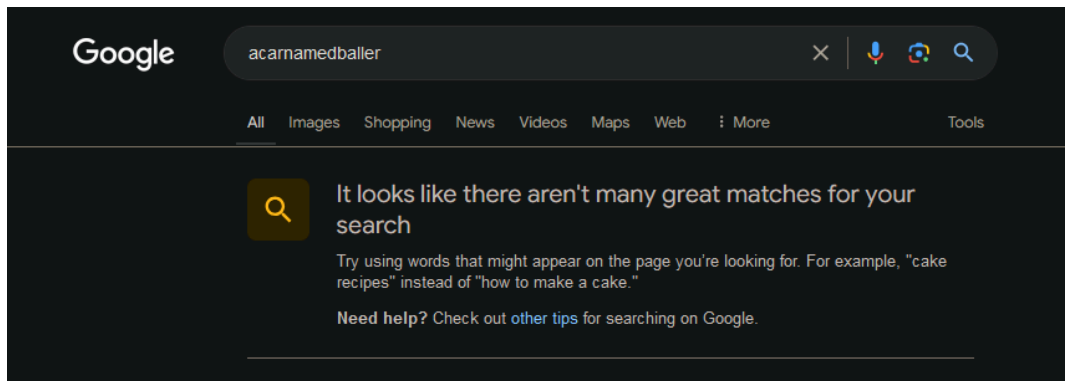 Google
acarnamedballer
All Images Shopping News Videos Maps Web More Tools
It looks like there aren't many great matches for your
search
Try using words that might appear on the page you're looking for. For example, "cake
recipes" instead of "how to make a cake."
Need help? Check out other tips for searching on Google.